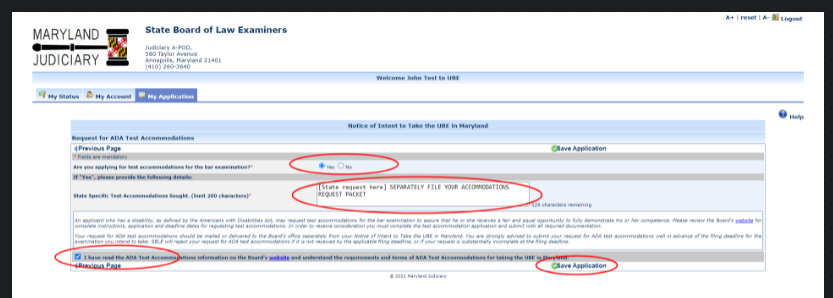 A+ | reset | A- Logout
MARYLAND
JUDICIARY
State Board of Law Examiners
Judiciary A-POD,
580 Taylor Avenue
Annapolis, Maryland 21401
(410) 260-3640
Welcome John Test to UBE
My Status My Account My Application
Help
Notice of Intent to Take the UBE in Maryland
Request for ADA Test Accommodations
Previous Page Save Application
* Fields are mandatory
Are you applying for test accommodations for the bar examination?* Yes No
If "Yes", please provide the following details:
State Specific Test Accommodations Sought. (limit 200 characters)*
[State request here] SEPARATELY FILE YOUR ACCOMMODATIONS
REQUEST PACKET
characters remaining
An applicant who has a disability, as defined by the Americans with Disabilities Act, may request test accommodations for the bar examination to assure that he or she receives a fair and equal opportunity to fully demonstrate his or her competence. Please review the Board's website for
complete instructions, application and deadline dates for requesting test accommodations. In order to receive consideration you must complete the test accommodation application and submit with all required documentation.
Your request for ADA test accommodations should be mailed or delivered to the Board's office separately from your Notice of Intent to Take the UBE in Maryland. You are strongly advised to submit your request for ADA test accommodations well in advance of the filing deadline for the
examination you intend to take. SBLE will reject your request for ADA test accommodations if it is not received by the applicable filing deadline, or if your request is substantially incomplete at the filing deadline.
I have read the ADA Test Accommodations information on the Board's website and understand the requirements and terms of ADA Test Accommodations for taking the UBE in Maryland.
Previous Page Save Application
© 2021 Maryland Judiciary